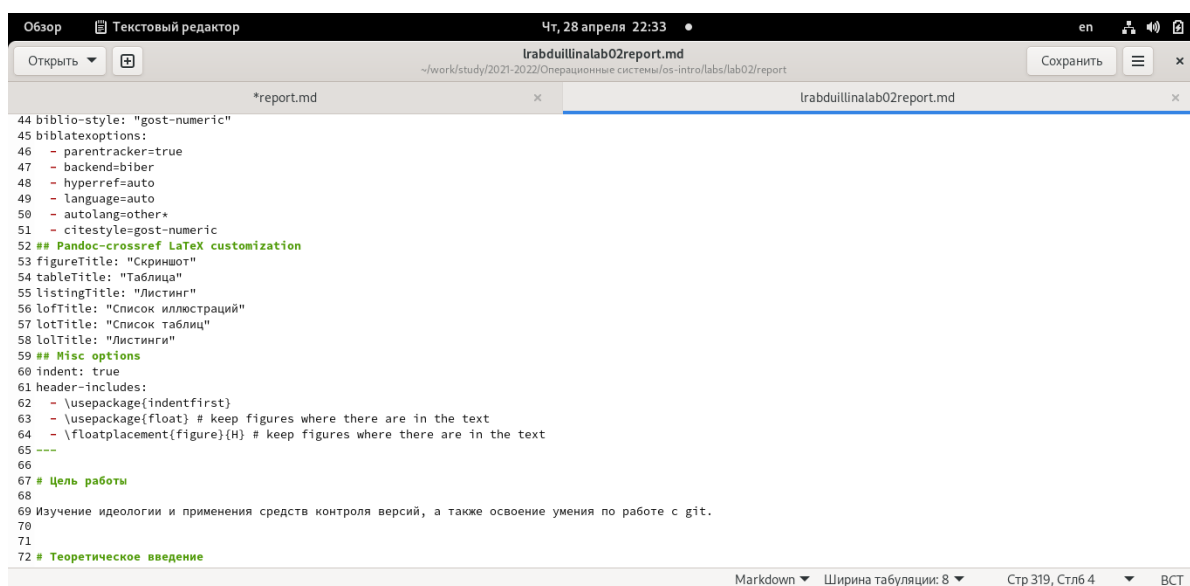 Обзор Текстовый редактор Чт, 28 апреля 22:33 en
Открыть lrabduillinalab02report.md Сохранить
~/work/study/2021-2022/Операционные системы/os-intro/labs/lab02/report
*report.md lrabduillinalab02report.md
44 biblio-style: "gost-numeric"
45 biblatexoptions:
46   - parentracker=true
47   - backend=biber
48   - hyperref=auto
49   - language=auto
50   - autolang=other*
51   - citestyle=gost-numeric
52 ## Pandoc-crossref LaTeX customization
53 figureTitle: "Скриншот"
54 tableTitle: "Таблица"
55 listingTitle: "Листинг"
56 lofTitle: "Список иллюстраций"
57 lotTitle: "Список таблиц"
58 lolTitle: "Листинги"
59 ## Misc options
60 indent: true
61 header-includes:
62   - \usepackage{indentfirst}
63   - \usepackage{float} # keep figures where there are in the text
64   - \floatplacement{figure}{H} # keep figures where there are in the text
65 ---
66
67 # Цель работы
68
69 Изучение идеологии и применения средств контроля версий, а также освоение умения по работе с git.
70
71
72 # Теоретическое введение
Markdown Ширина табуляции: 8 Стр 319, Стлб 4 ВСТ